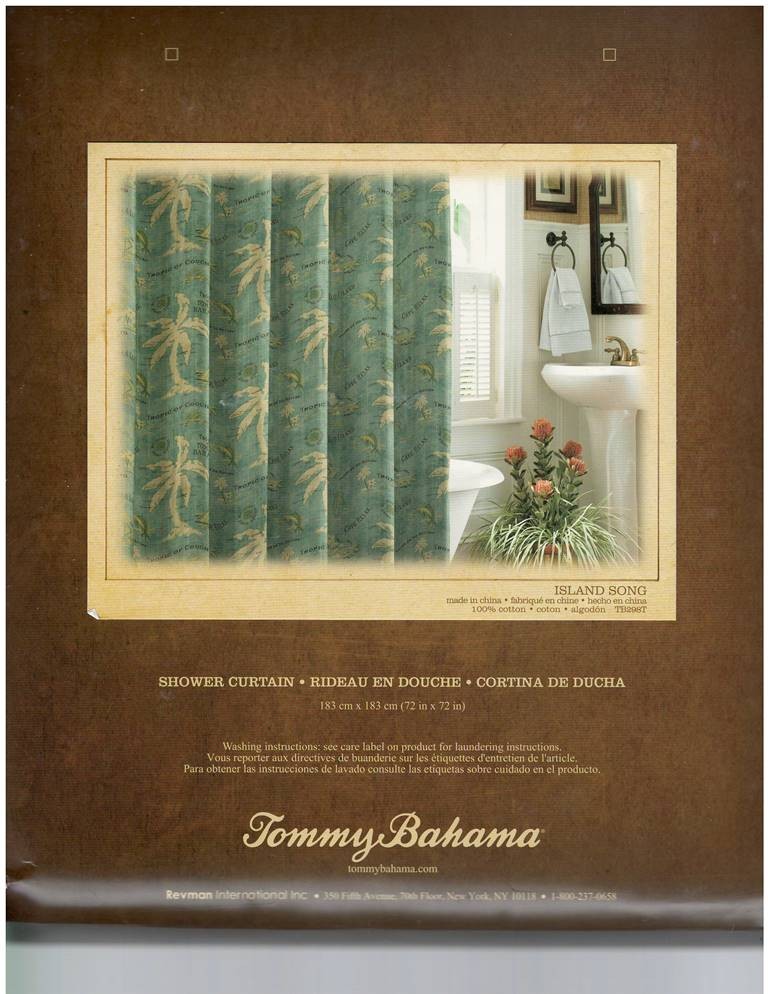 ISLAND SONG
made in china • fabriqué en chine • hecho en china
100% cotton • coton • algodón TB298T
SHOWER CURTAIN • RIDEAU EN DOUCHE • CORTINA DE DUCHA
183 cm x 183 cm (72 in x 72 in)
Washing instructions: see care label on product for laundering instructions.
Vous reporter aux directives de buanderie sur les étiquettes d'entretien de l'article.
Para obtener las instrucciones de lavado consulte las etiquetas sobre cuidado en el producto.
Tommy Bahama
tommybahama.com
Revman International Inc • 350 Fifth Avenue, 70th Floor, New York, NY 10118 • 1-800-237-0658